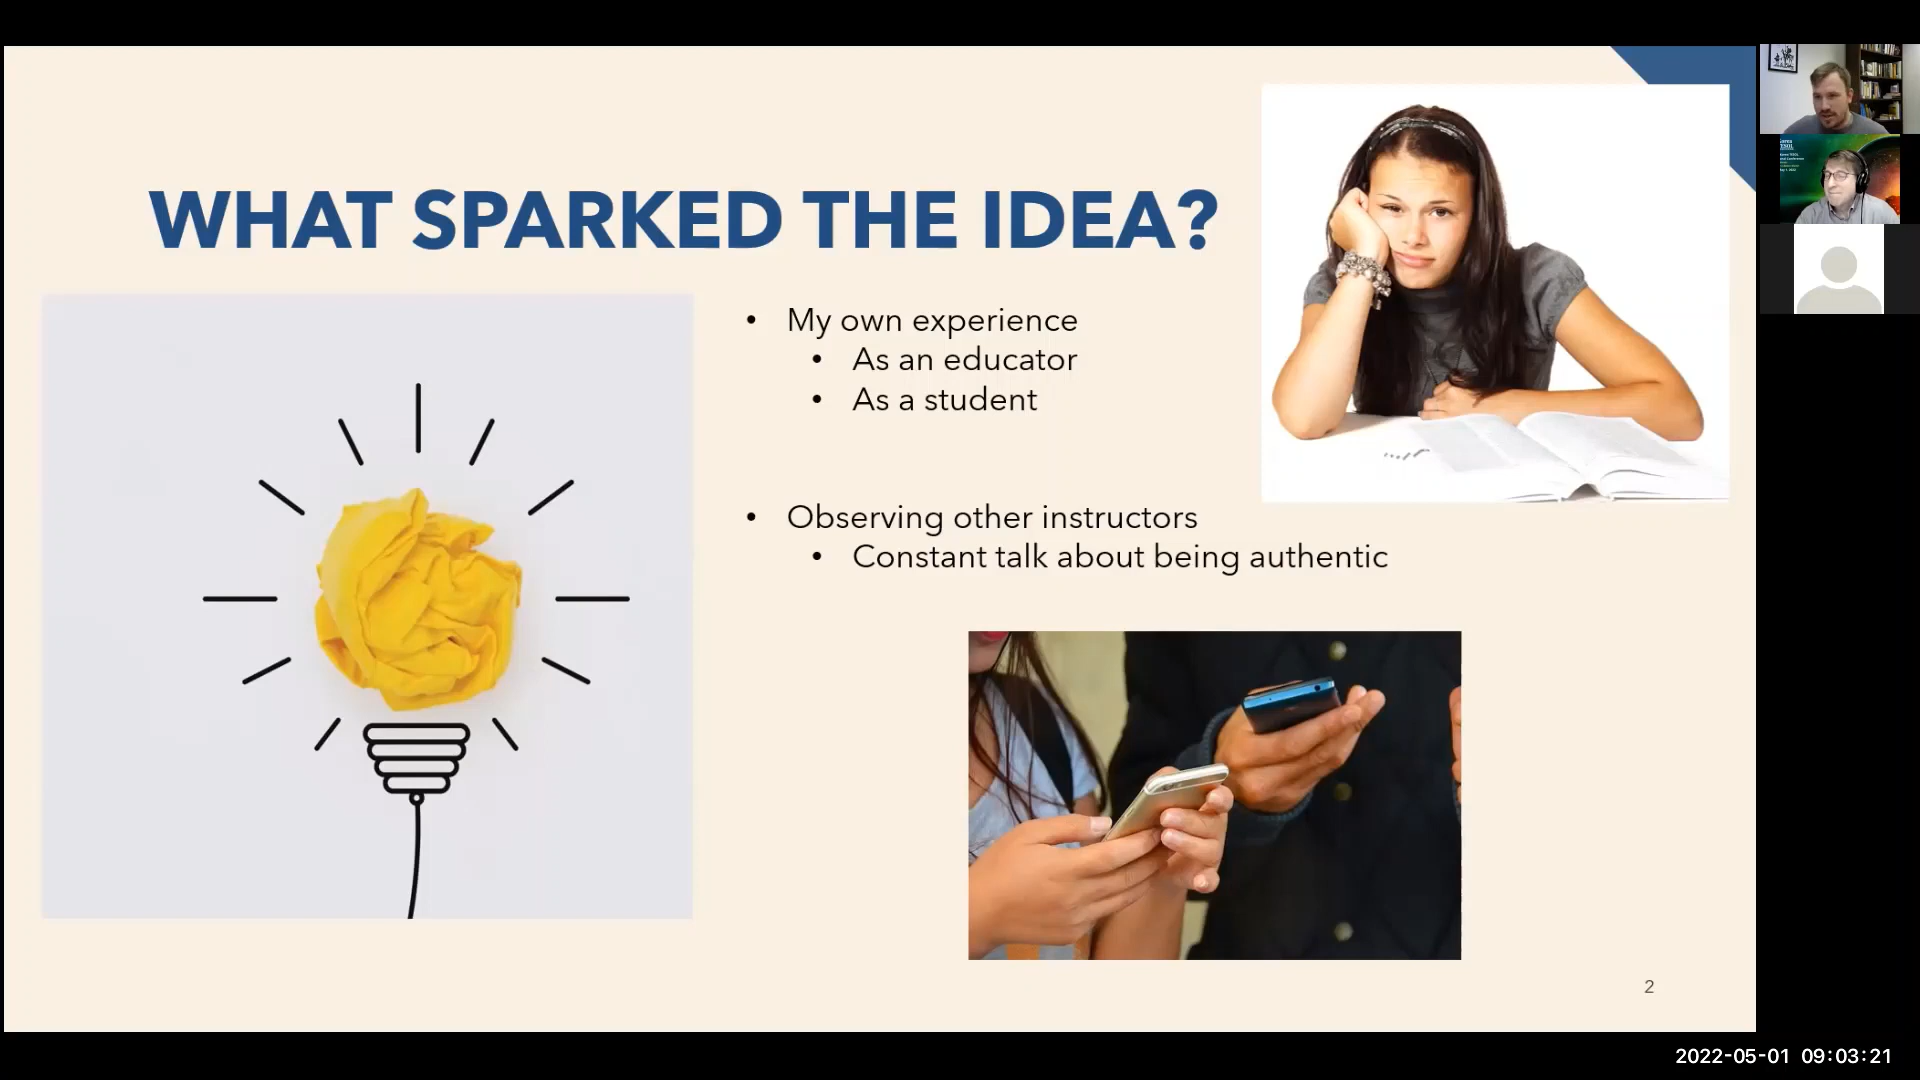 WHAT SPARKED THE IDEA?
• My own experience
• As an educator
• As a student
• Observing other instructors
• Constant talk about being authentic
2
TESOL
2022-05-01 09:03:21